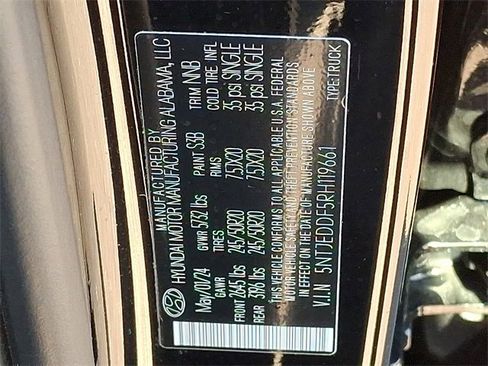 MANUFACTURED BY
HYUNDAI MOTOR MANUFACTURING ALABAMA, LLC
May/01/24 GVWR 5732 lbs PAINT S3B TRIM NNB
GAWR TIRES RIMS COLD TIRE INFL
FRONT 2645 lbs 245/50R20 7.5JX20 35 psi SINGLE
REAR 3296 lbs 245/50R20 7.5JX20 35 psi SINGLE
THIS VEHICLE CONFORMS TO ALL APPLICABLE U.S.A. FEDERAL
MOTOR VEHICLE SAFETY, BUMPER, AND THEFT PREVENTION STANDARDS
IN EFFECT ON THE DATE OF MANUFACTURE SHOWN ABOVE.
V.I.N 5NTJEDDF5RH119661 TYPE:TRUCK